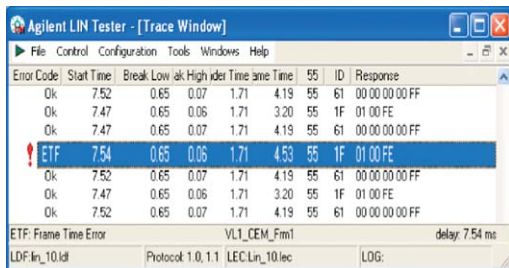 Agilent LIN Tester - [Trace Window]
File Control Configuration Tools Windows Help
Error Code Start Time Break Low ak High ider Time ame Time 55 ID Response
Ok 7.52 0.65 0.07 1.71 4.19 55 61 00 00 00 00 FF
Ok 7.47 0.65 0.06 1.71 3.20 55 1F 01 00 FE
Ok 7.47 0.65 0.07 1.71 4.19 55 61 00 00 00 00 FF
ETF 7.54 0.65 0.06 1.71 4.53 55 1F 01 00 FE
Ok 7.52 0.65 0.07 1.71 4.19 55 61 00 00 00 00 FF
Ok 7.47 0.65 0.06 1.71 3.20 55 1F 01 00 FE
Ok 7.52 0.65 0.07 1.71 4.19 55 61 00 00 00 00 FF
ETF: Frame Time Error VL1_CEM_Frm1 delay: 7.54 ms
LDF:lin_10.ldf Protocol: 1.0, 1.1 LEC:Lin_10.lec LOG: